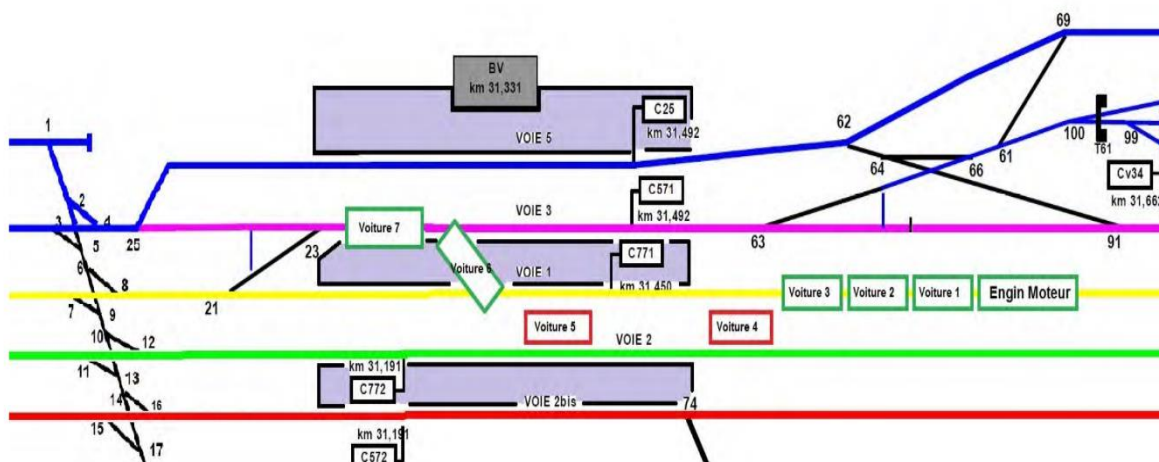 69
BV
km 31,331
C25
1
VOIE 5
km 31,492
62
100
99
T61
61
2
64
66
Cv34
C571
km 31,662
3
4
VOIE 3
km 31,492
5
25
23
Voiture 7
63
91
C771
6
Voiture 6
VOIE 1
8
km 31,450
Voiture 3
Voiture 2
Voiture 1
Engin Moteur
21
7
9
Voiture 5
Voiture 4
10
12
VOIE 2
11
13
km 31,191
C772
14
16
VOIE 2bis
74
15
km 31,191
17
C572